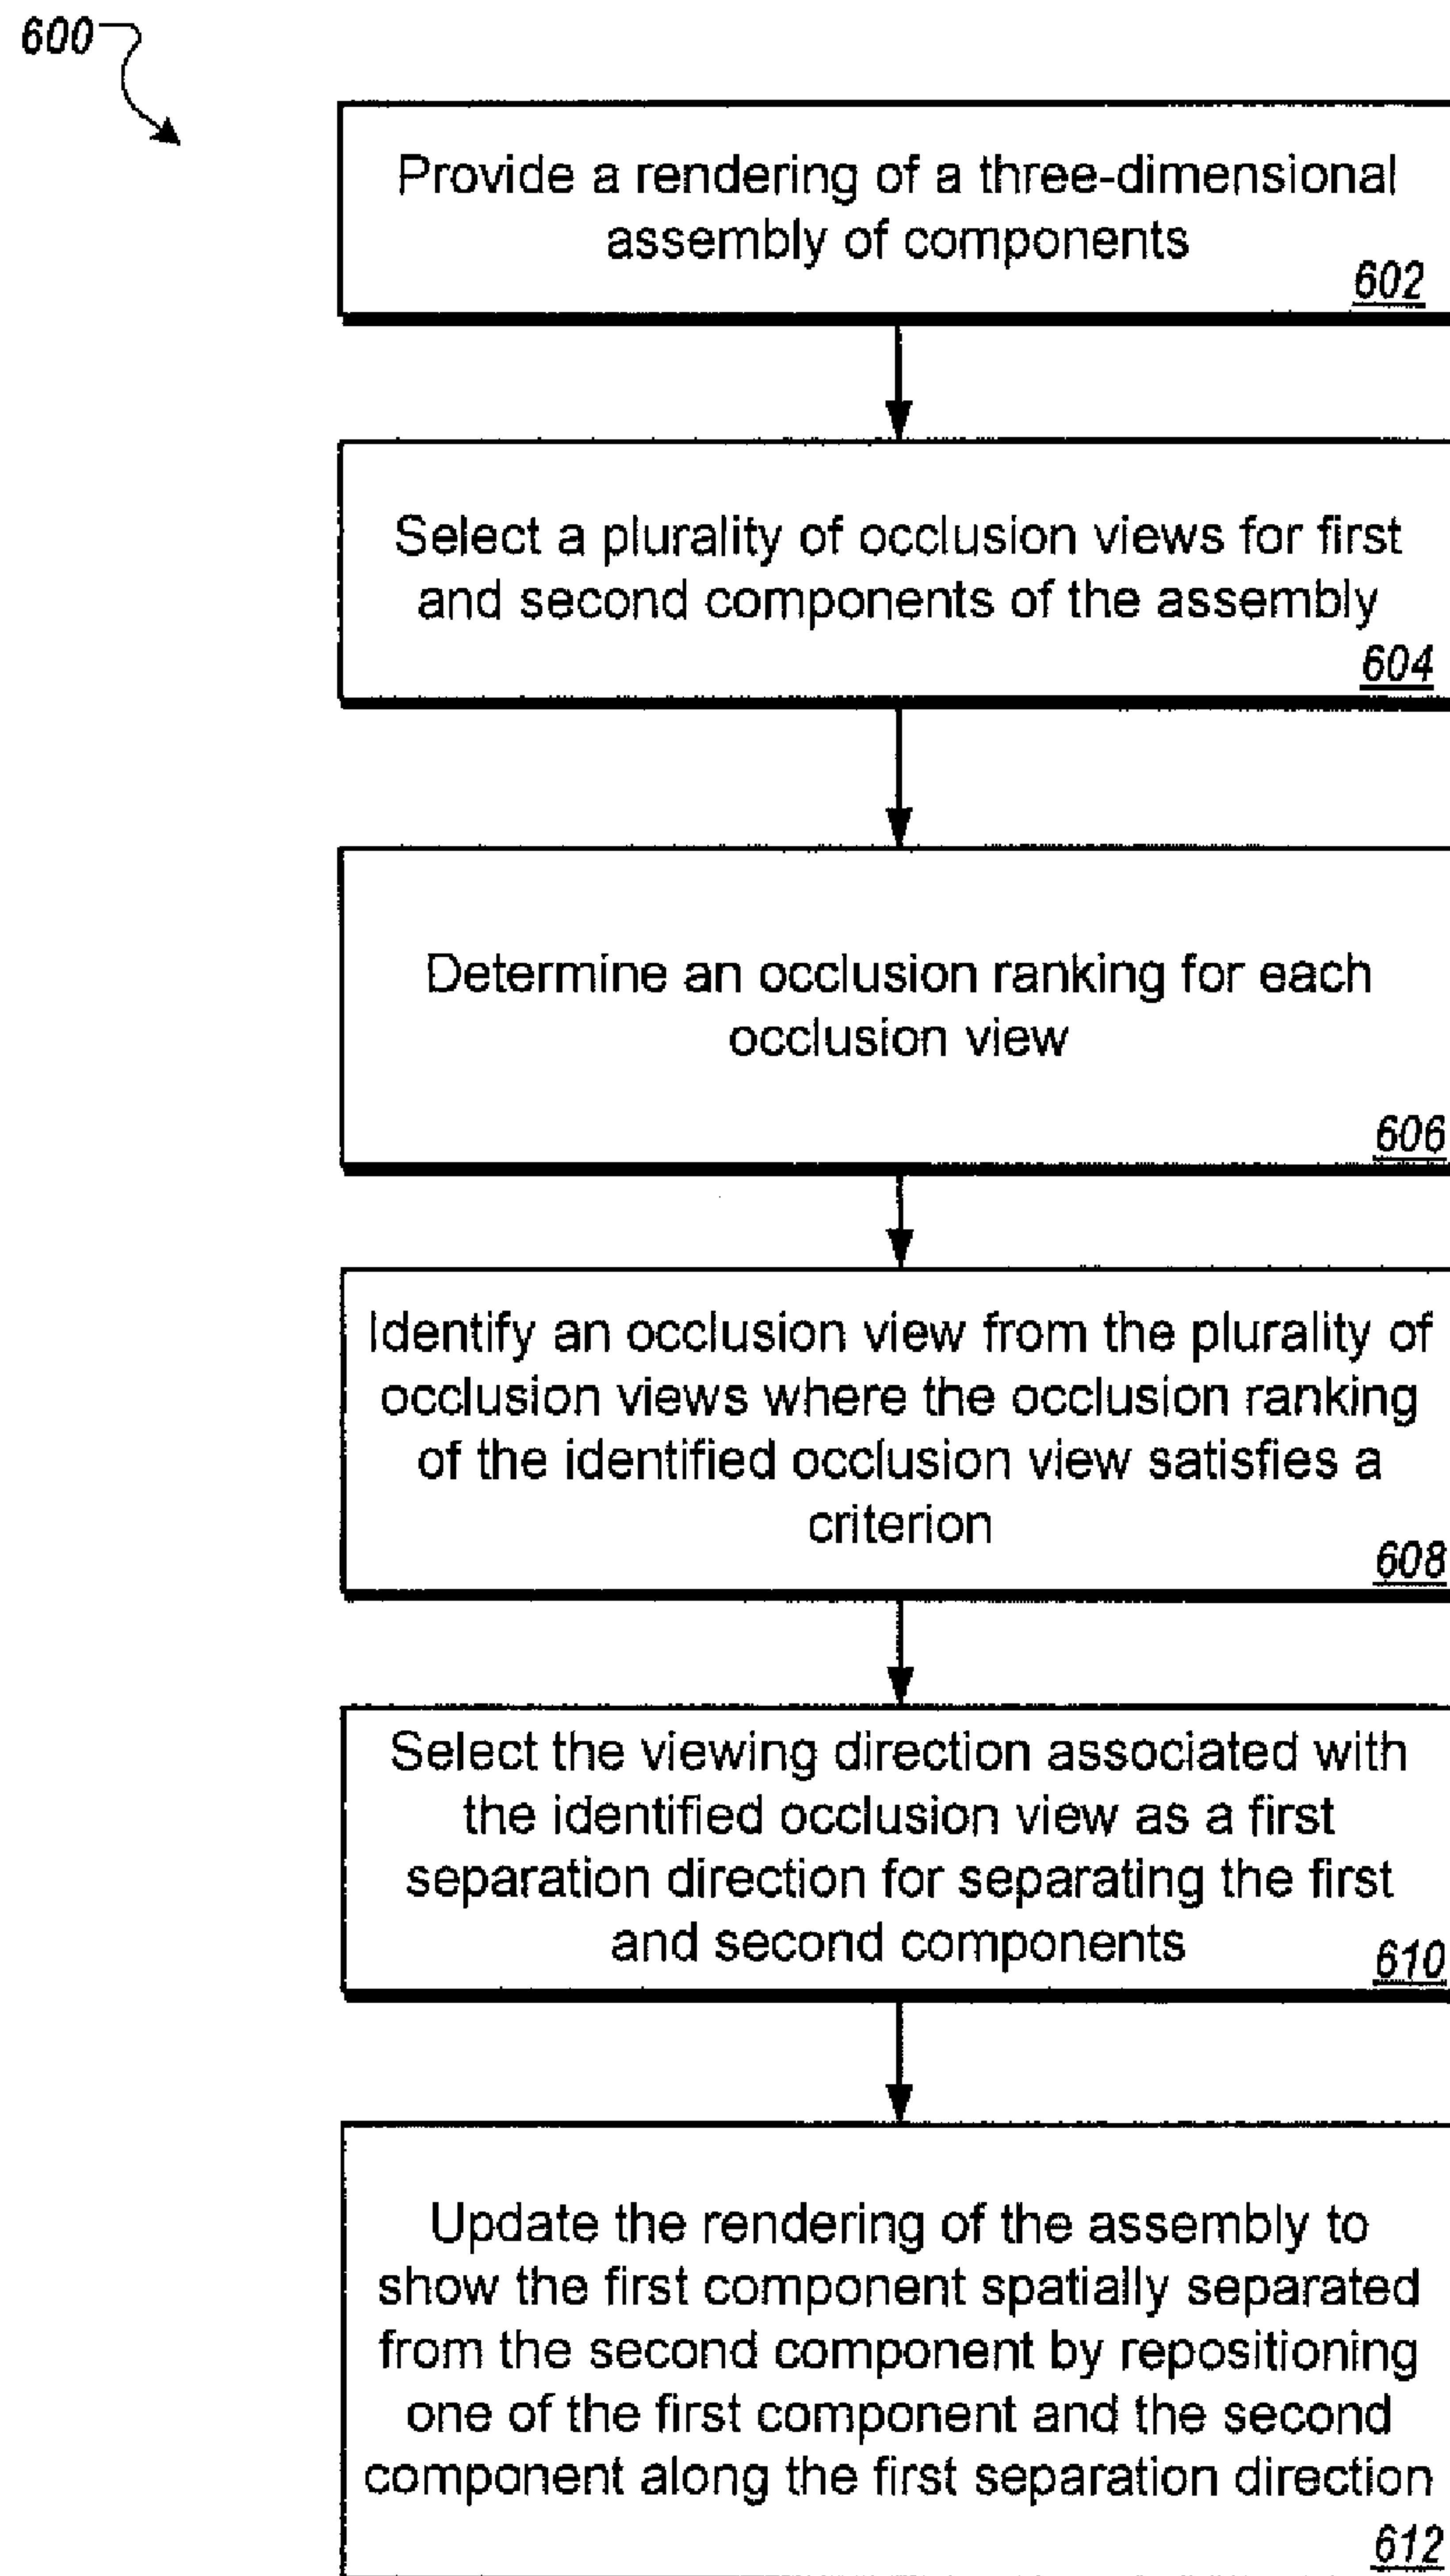 600
Provide a rendering of a three-dimensional
assembly of components
602
Select a plurality of occlusion views for first
and second components of the assembly
604
Determine an occlusion ranking for each
occlusion view
606
Identify an occlusion view from the plurality of
occlusion views where the occlusion ranking
of the identified occlusion view satisfies a
criterion
608
Select the viewing direction associated with
the identified occlusion view as a first
separation direction for separating the first
and second components
610
Update the rendering of the assembly to
show the first component spatially separated
from the second component by repositioning
one of the first component and the second
component along the first separation direction
612